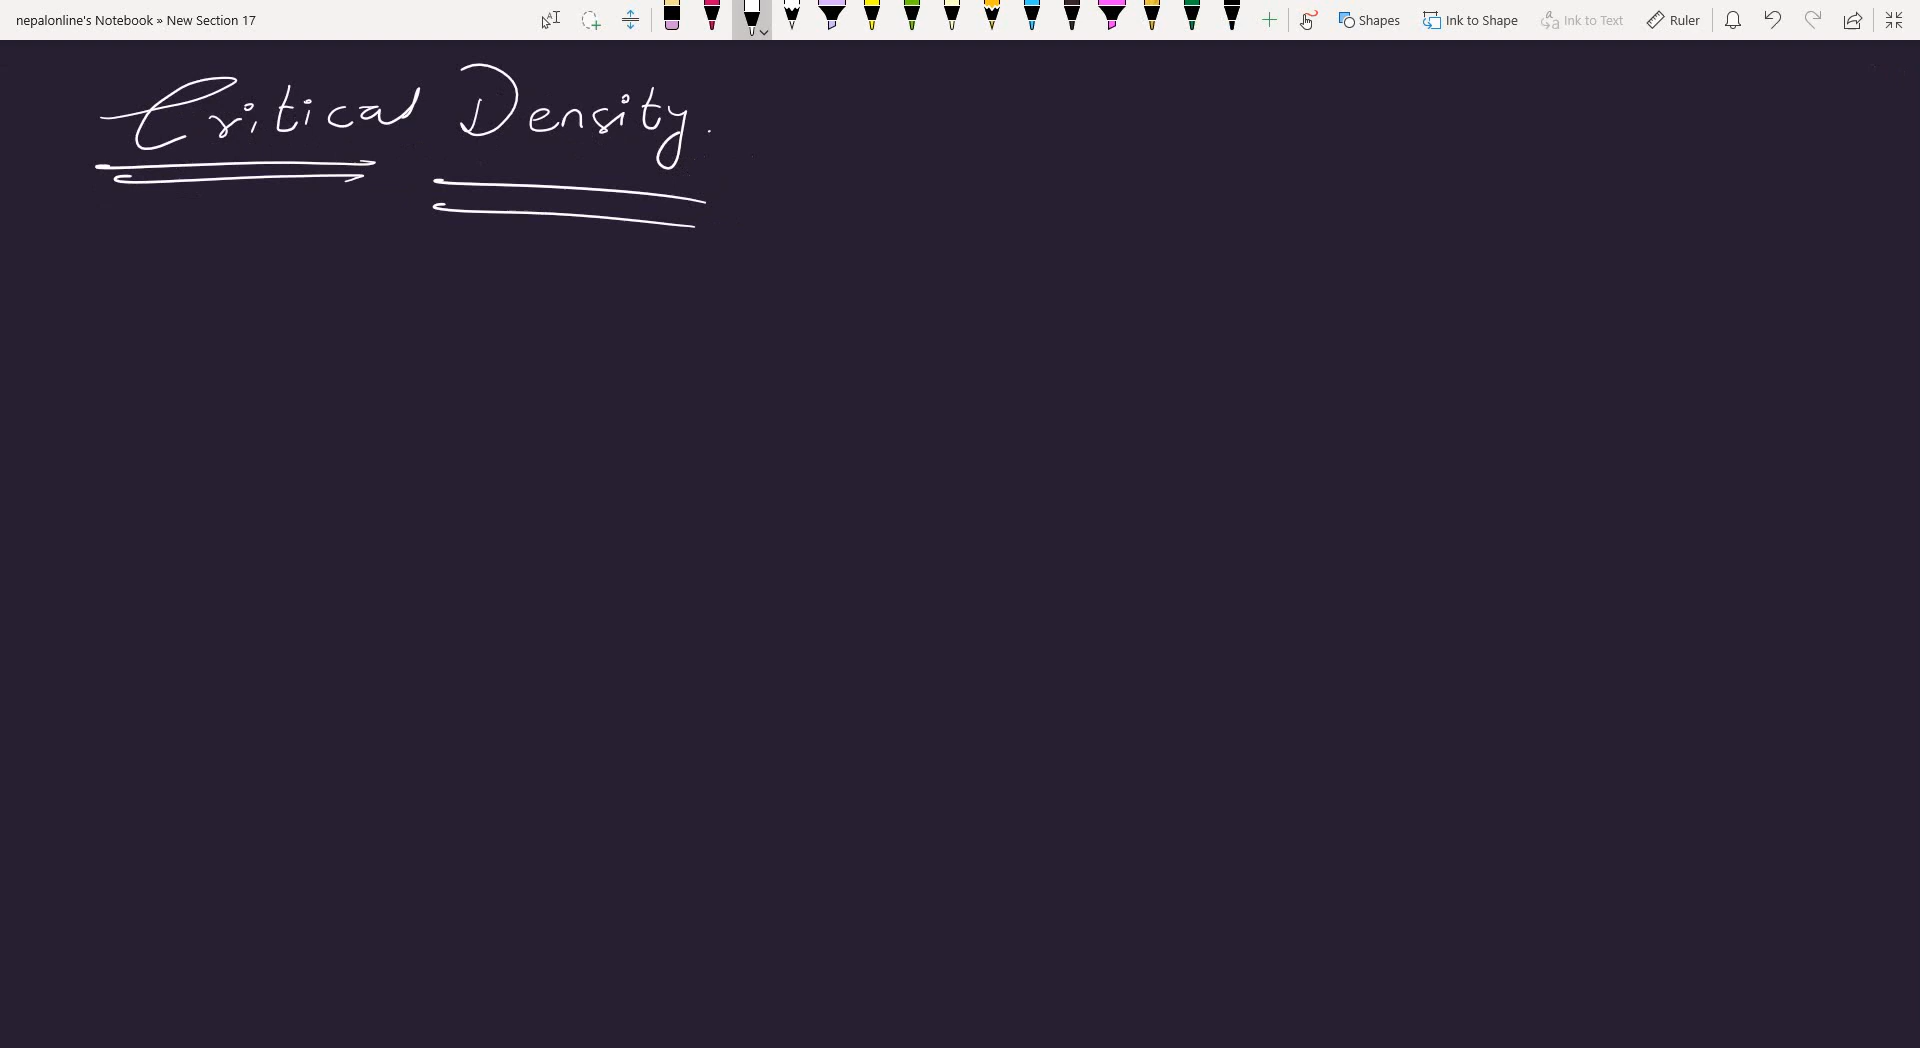 nepalonline's Notebook » New Section 17
Shapes
Ink to Shape
Ink to Text
Ruler
Critical Density.